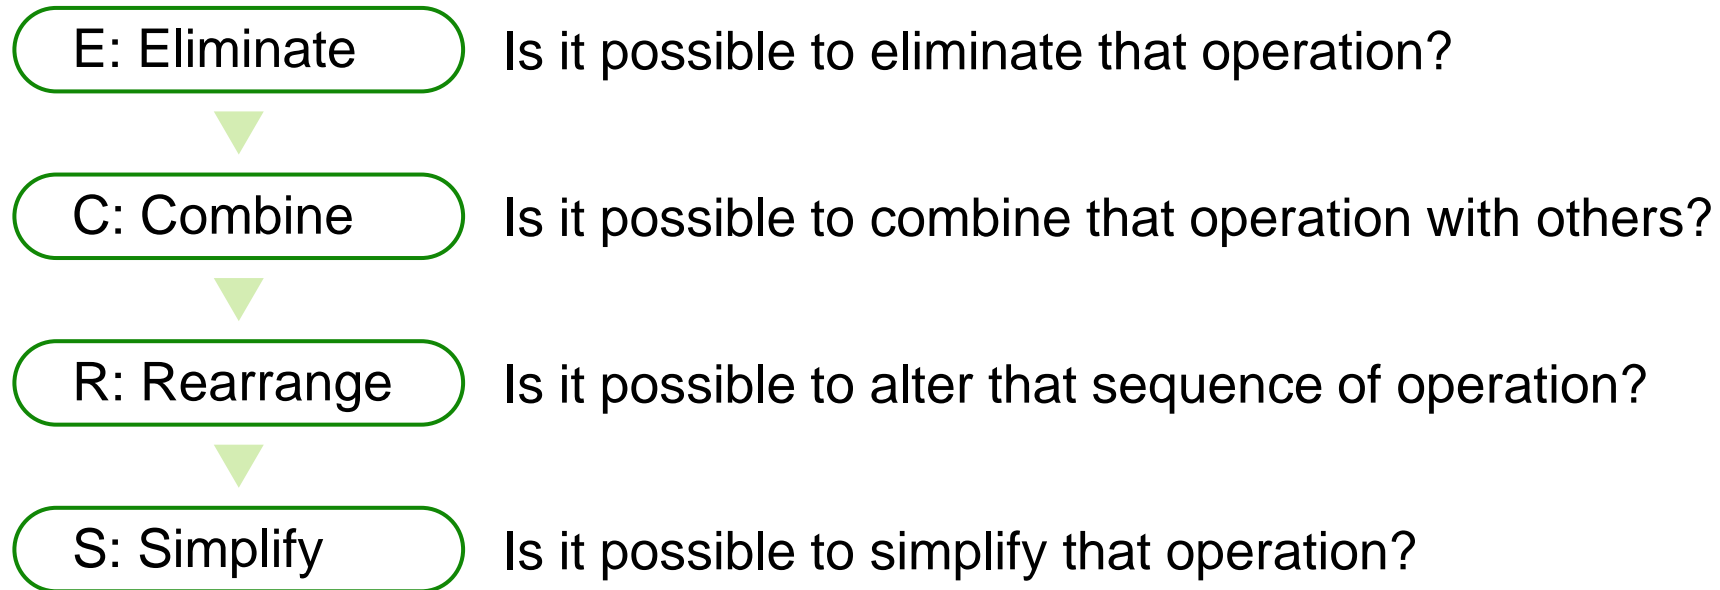 E: Eliminate
Is it possible to eliminate that operation?
C: Combine
Is it possible to combine that operation with others?
R: Rearrange
Is it possible to alter that sequence of operation?
S: Simplify
Is it possible to simplify that operation?